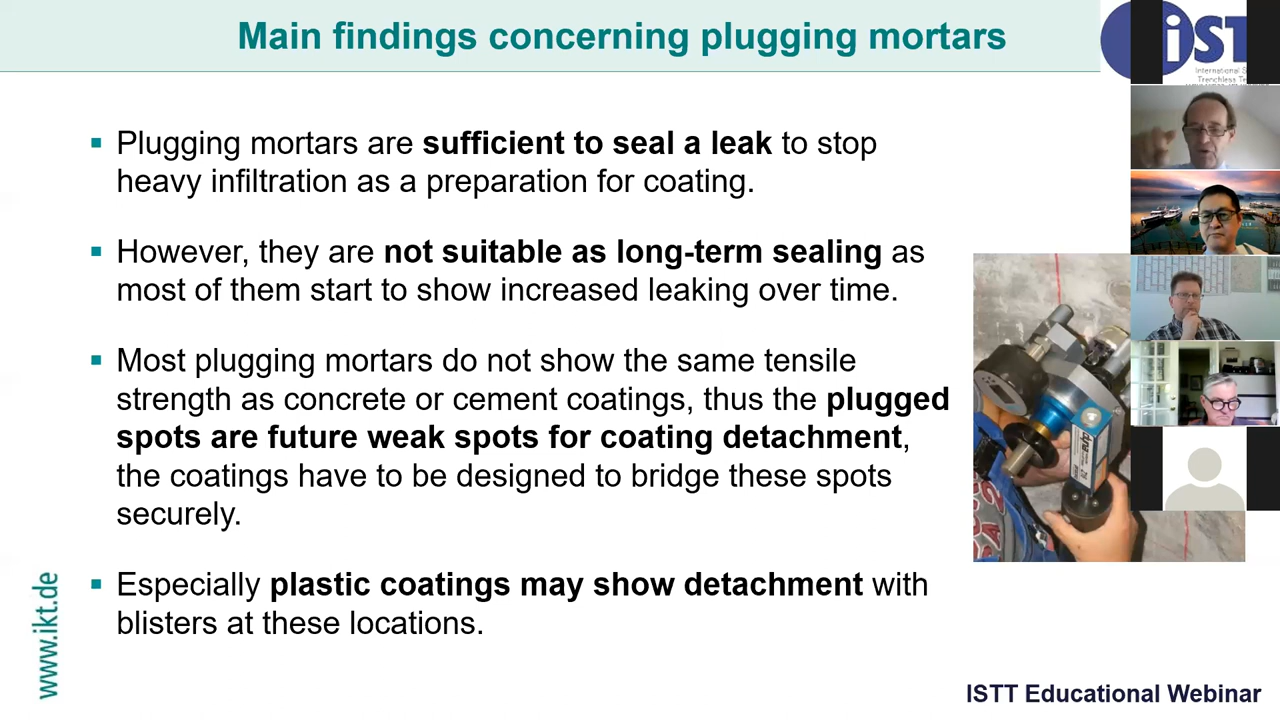 Main findings concerning plugging mortars
iST
International S
Trenchless Te
Plugging mortars are sufficient to seal a leak to stop
heavy infiltration as a preparation for coating.
However, they are not suitable as long-term sealing as
most of them start to show increased leaking over time.
Most plugging mortars do not show the same tensile
strength as concrete or cement coatings, thus the plugged
spots are future weak spots for coating detachment,
the coatings have to be designed to bridge these spots
securely.
Especially plastic coatings may show detachment with
blisters at these locations.
www.ikt.de
ISTT Educational Webinar